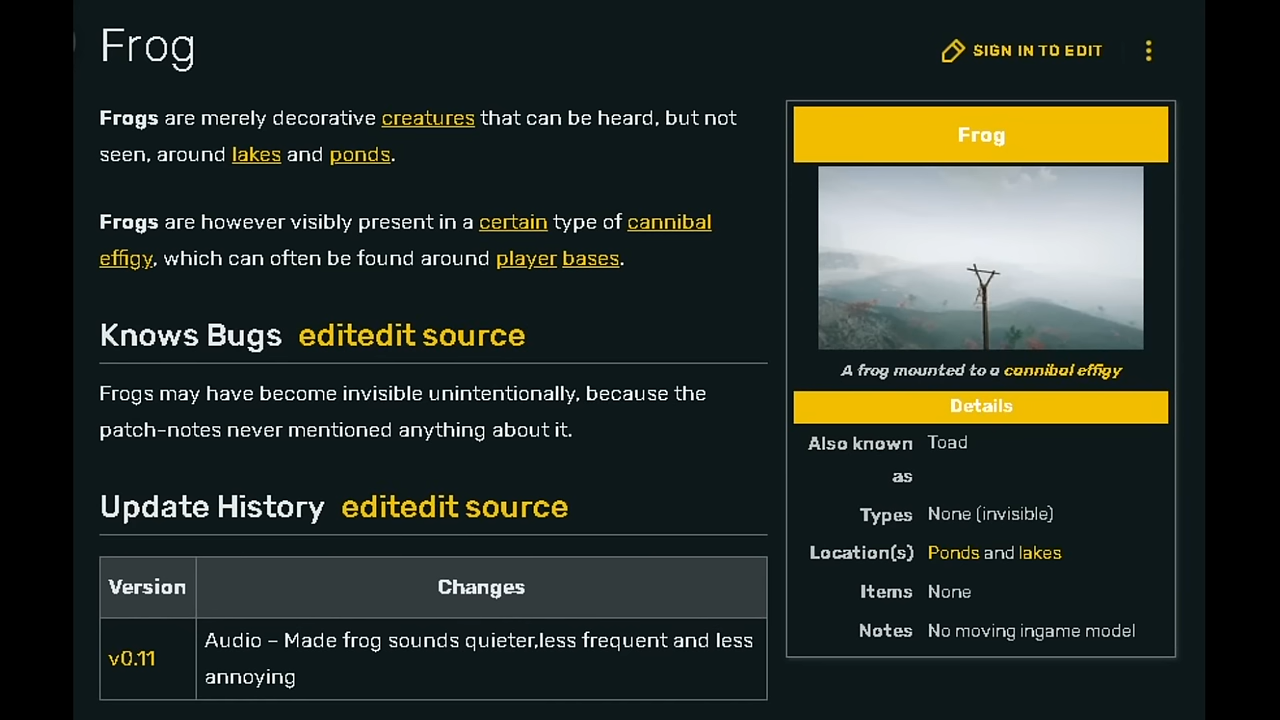 Frog
SIGN IN TO EDIT
Frogs are merely decorative creatures that can be heard, but not
seen, around lakes and ponds.
Frogs are however visibly present in a certain type of cannibal
effigy, which can often be found around player bases.
Knows Bugs editedit source
Frogs may have become invisible unintentionally, because the
patch-notes never mentioned anything about it.
Update History editedit source
Version Changes
v0.11 Audio – Made frog sounds quieter,less frequent and less
annoying
Frog
A frog mounted to a cannibal effigy
Details
Also known Toad
as
Types None (invisible)
Location(s) Ponds and lakes
Items None
Notes No moving ingame model